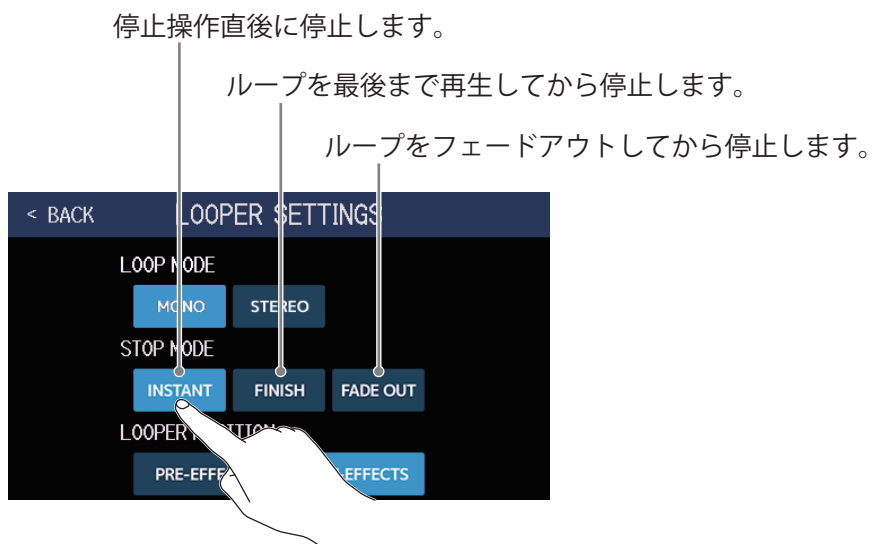 停止操作直後に停止します。
ループを最後まで再生してから停止します。
ループをフェードアウトしてから停止します。
< BACK LOOPER SETTINGS
LOOP MODE
MONO STEREO
STOP MODE
INSTANT FINISH FADE OUT
LOOPER
PRE-EFFE -EFFECTS